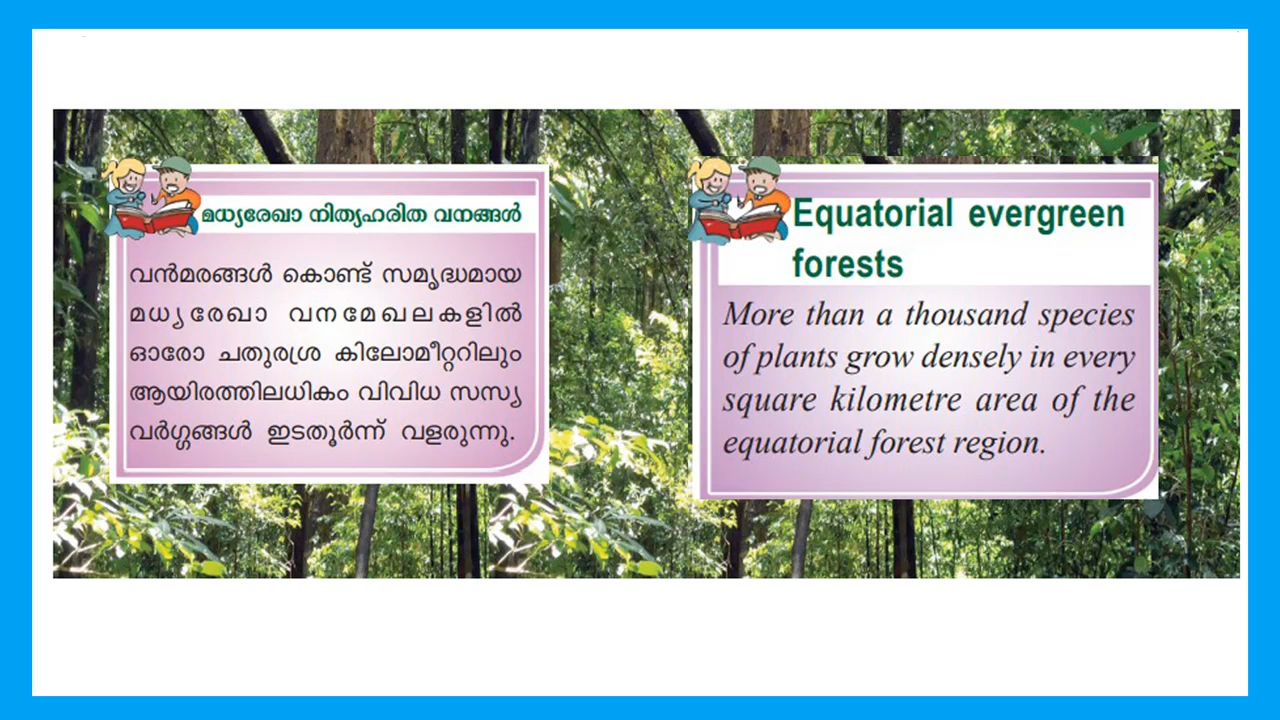 മധ്യരേഖാ നിത്യഹരിത വനങ്ങൾ
വൻമരങ്ങൾ കൊണ്ട് സമൃദ്ധമായ
മധ്യരേഖാ വനമേഖലകളിൽ
ഓരോ ചതുരശ്ര കിലോമീറ്ററിലും
ആയിരത്തിലധികം വിവിധ സസ്യ
വർഗ്ഗങ്ങൾ ഇടതൂർന്ന് വളരുന്നു.
Equatorial evergreen
forests
More than a thousand species
of plants grow densely in every
square kilometre area of the
equatorial forest region.